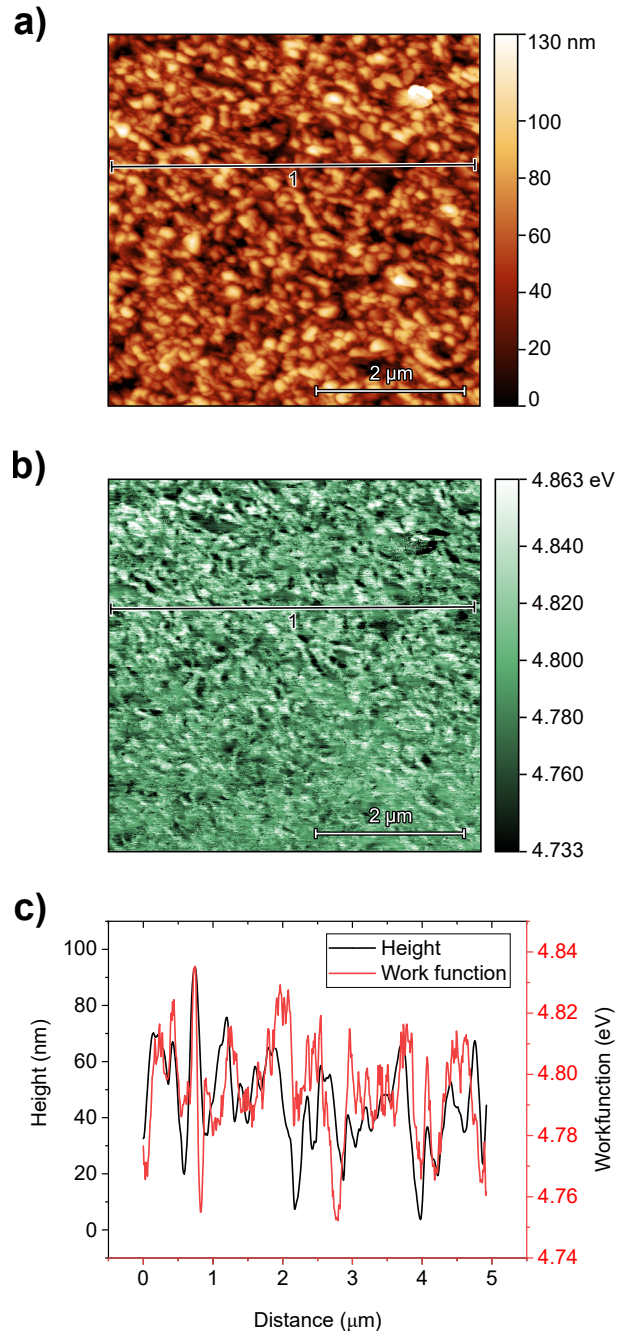 a)
130 nm
100
80
60
40
20
0
1
2 μm
b)
4.863 eV
4.840
4.820
4.800
4.780
4.760
4.733
1
2 μm
c)
Height
Work function
100
80
60
40
20
0
Height (nm)
4.84
4.82
4.80
4.78
4.76
4.74
Workfunction (eV)
0 1 2 3 4 5
Distance (μm)